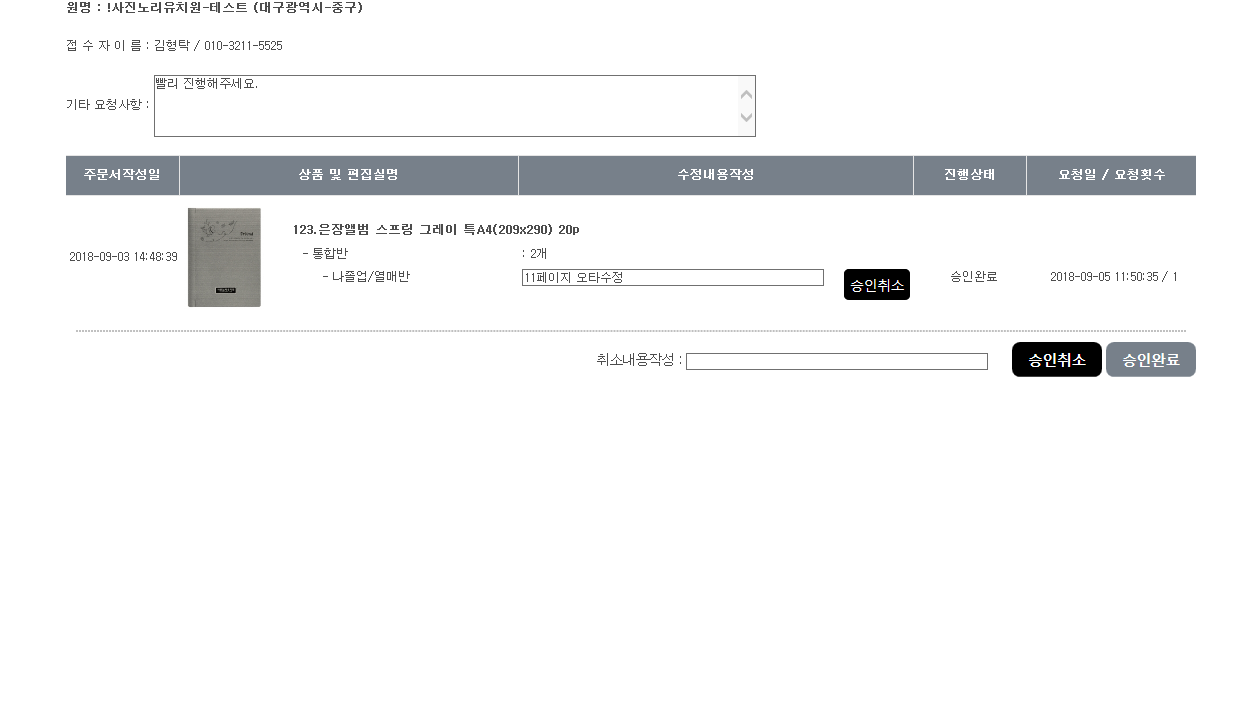 원명 : !사진노리유치원-테스트 (대구광역시-중구)
접 수 자 이 름 : 김형탁 / 010-3211-5525
빨리 진행해주세요.
기타 요청사항 :
주문서작성일 상품 및 편집실명 수정내용작성 진행상태 요청일 / 요청횟수
123.은장앨범 스프링 그레이 특A4(209x290) 20p
- 통합반 : 2개
2018-09-03 14:48:39
- 나졸업/열매반 11페이지 오타수정 승인취소 승인완료 2018-09-05 11:50:35 / 1
취소내용작성 : 승인취소 승인완료